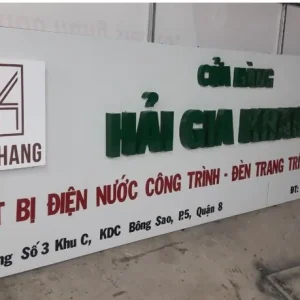 CỬA HÀNG
HẢI GIA KHANG
HANG
T BỊ ĐIỆN NƯỚC CÔNG TRÌNH - ĐÈN TRANG TRÍ
ng Số 3 Khu C, KDC Bông Sao, P.5, Quận 8
ĐT: